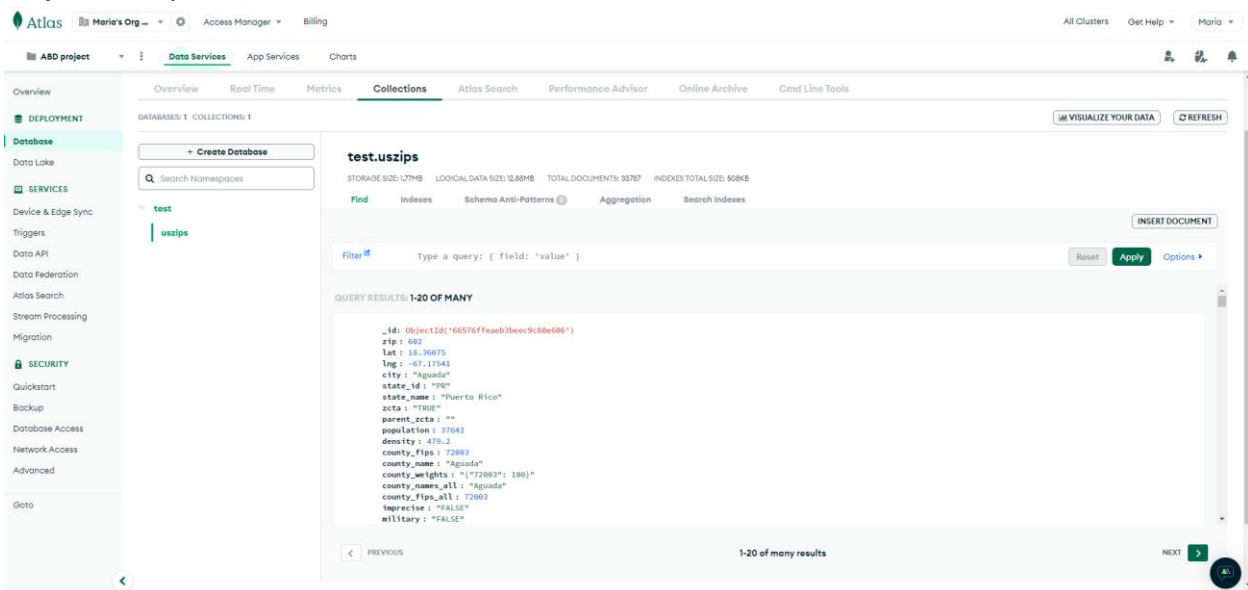 Atlas Maria's Org ... Access Manager Billing All Clusters Get Help Maria
ABD project Data Services App Services Charts
Overview
DEPLOYMENT
Database
Data Lake
SERVICES
Device & Edge Sync
Triggers
Data API
Data Federation
Atlas Search
Stream Processing
Migration
SECURITY
Quickstart
Backup
Database Access
Network Access
Advanced
Goto
Overview Real Time Metrics Collections Atlas Search Performance Advisor Online Archive Cmd Line Tools
DATABASES: 1 COLLECTIONS: 1 VISUALIZE YOUR DATA REFRESH
+ Create Database
Search Namespaces
test
uszips
test.uszips
STORAGE SIZE: 1.77MB LOGICAL DATA SIZE: 12.88MB TOTAL DOCUMENTS: 33787 INDEXES TOTAL SIZE: 508KB
Find Indexes Schema Anti-Patterns 0 Aggregation Search Indexes
INSERT DOCUMENT
Filter Type a query: { field: 'value' } Reset Apply Options
QUERY RESULTS: 1-20 OF MANY
_id: ObjectId('66576ffeaeb3beec9c80e606')
zip: 602
lat: 18.36075
lng: -67.17541
city: "Aguada"
state_id: "PR"
state_name: "Puerto Rico"
zcta: "TRUE"
parent_zcta: ""
population: 37642
density: 479.2
county_fips: 72003
county_name: "Aguada"
county_weights: "{"72003": 100}"
county_names_all: "Aguada"
county_fips_all: 72003
imprecise: "FALSE"
military: "FALSE"
PREVIOUS 1-20 of many results NEXT